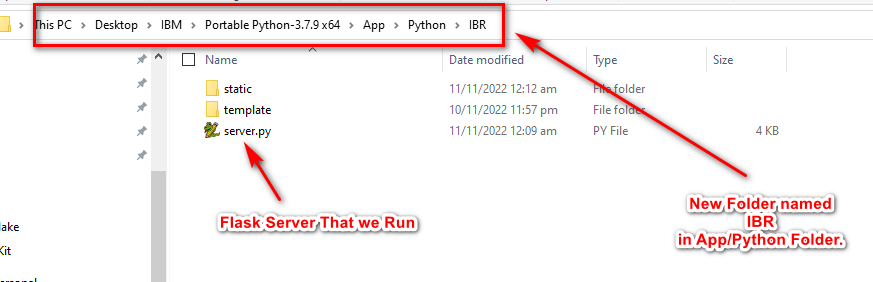 This PC > Desktop > IBM > Portable Python-3.7.9 x64 > App > Python > IBR
Name Date modified Type Size
static 11/11/2022 12:12 am File folder
template 10/11/2022 11:57 pm File folder
server.py 11/11/2022 12:09 am PY File 4 KB
Flask Server That we Run
New Folder named
IBR
in App/Python Folder.
lake
Kit